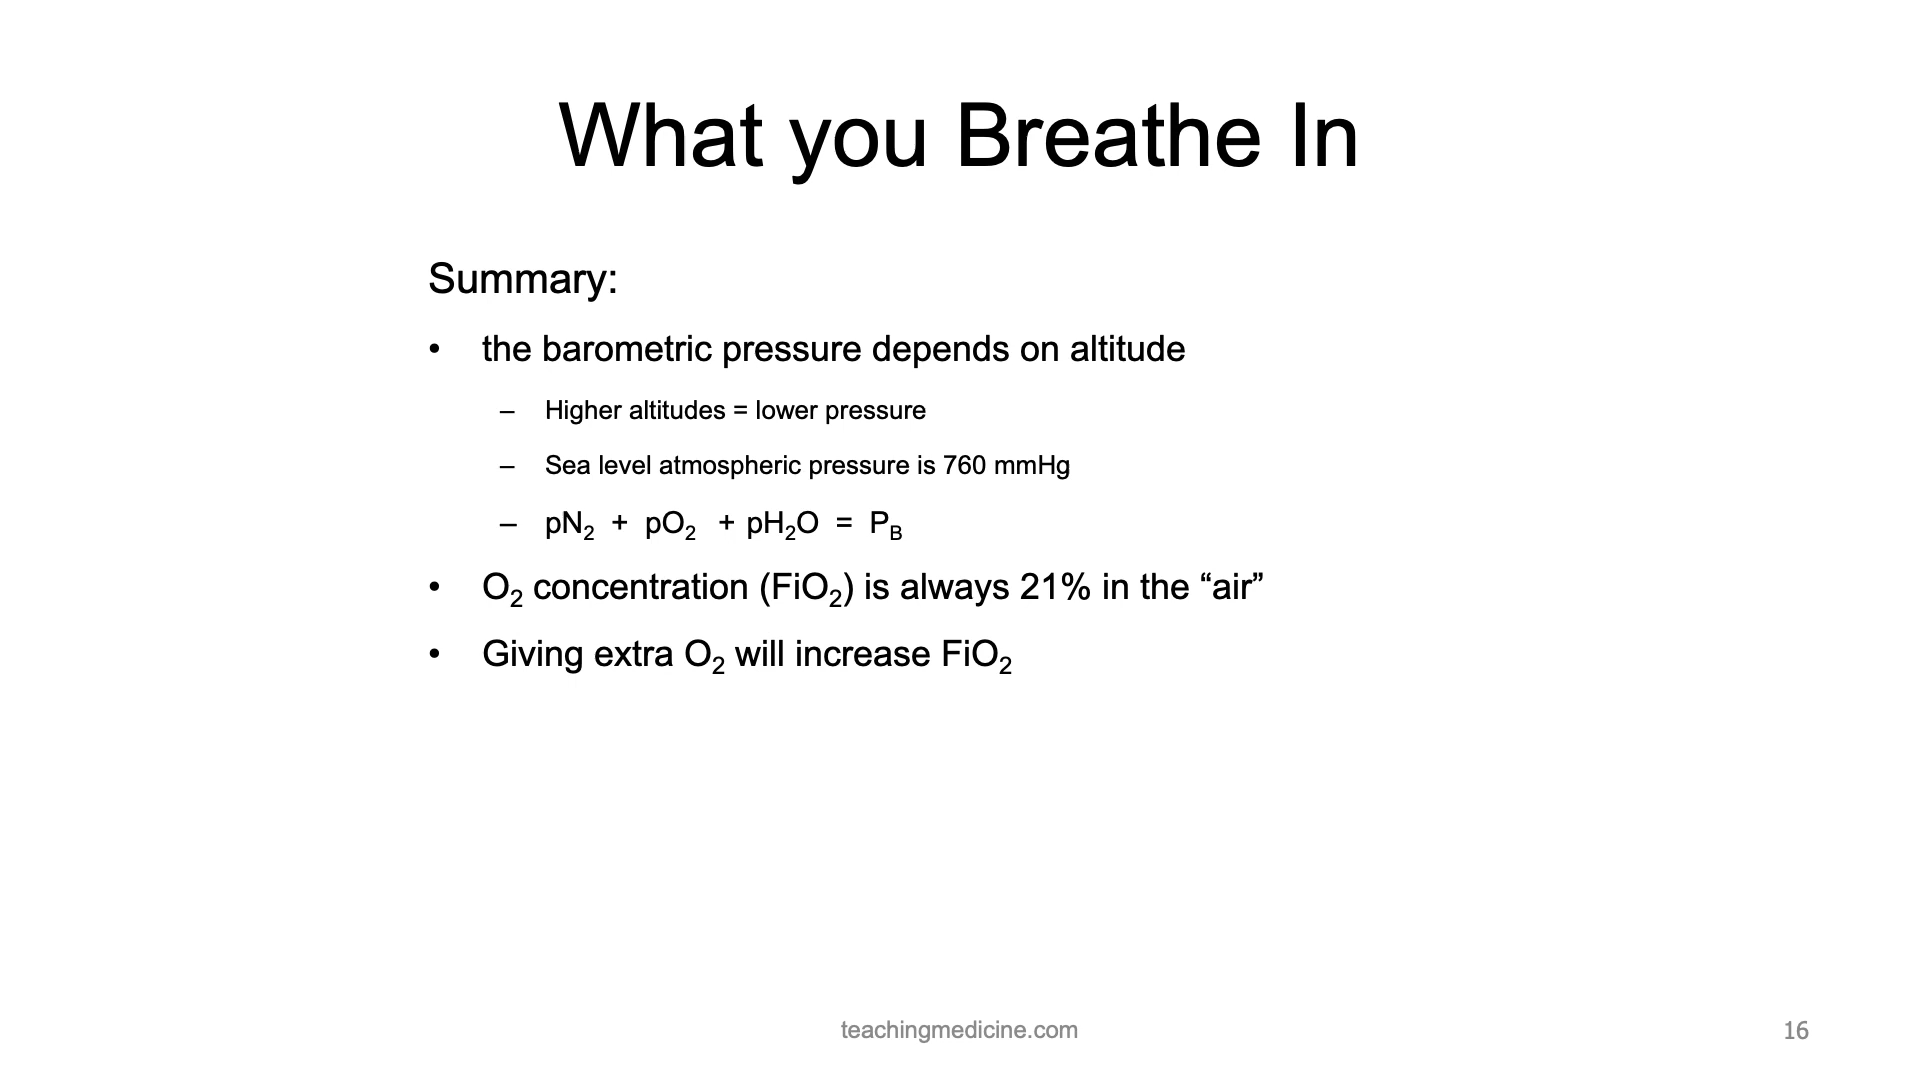 What you Breathe In
Summary:
• the barometric pressure depends on altitude
– Higher altitudes = lower pressure
– Sea level atmospheric pressure is 760 mmHg
– pN₂ + pO₂ + pH₂O = P_B
• O₂ concentration (FiO₂) is always 21% in the “air”
• Giving extra O₂ will increase FiO₂
teachingmedicine.com
16